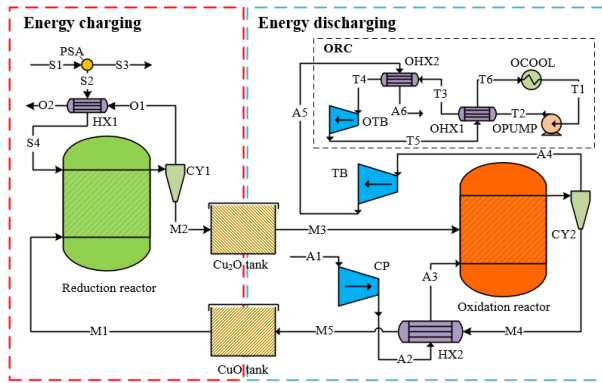 Energy charging
Energy discharging
PSA
S1
S3
S2
O2
HX1
O1
S4
CY1
M2
Reduction reactor
Cu₂O tank
M1
CuO tank
ORC
OHX2
OCOOL
T4
T6
T3
T1
A5
A6
T2
OTB
OHX1
OPUMP
T5
A4
TB
M3
CY2
A1
CP
A3
Oxidation reactor
M5
M4
A2
HX2